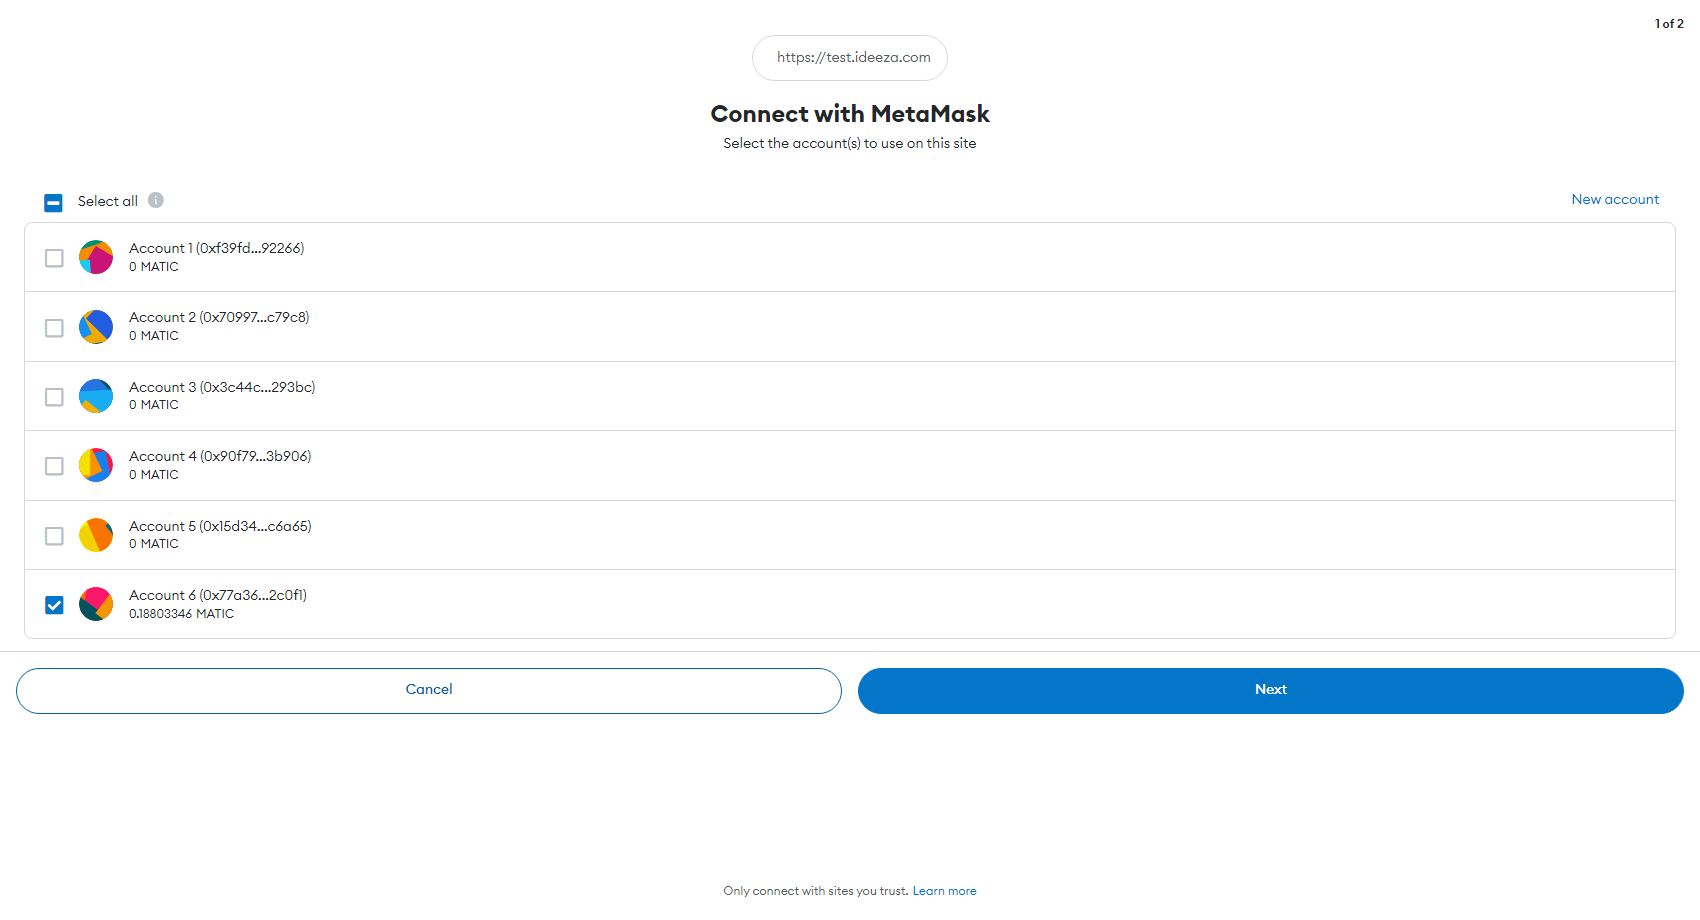 1 of 2
https://test.ideeza.com
Connect with MetaMask
Select the account(s) to use on this site
Select all
New account
Account 1 (0xf39fd...92266)
0 MATIC
Account 2 (0x70997...c79c8)
0 MATIC
Account 3 (0x3c44c...293bc)
0 MATIC
Account 4 (0x90f79...3b906)
0 MATIC
Account 5 (0x15d34...c6a65)
0 MATIC
Account 6 (0x77a36...2c0f1)
0.18803346 MATIC
Cancel
Next
Only connect with sites you trust. Learn more